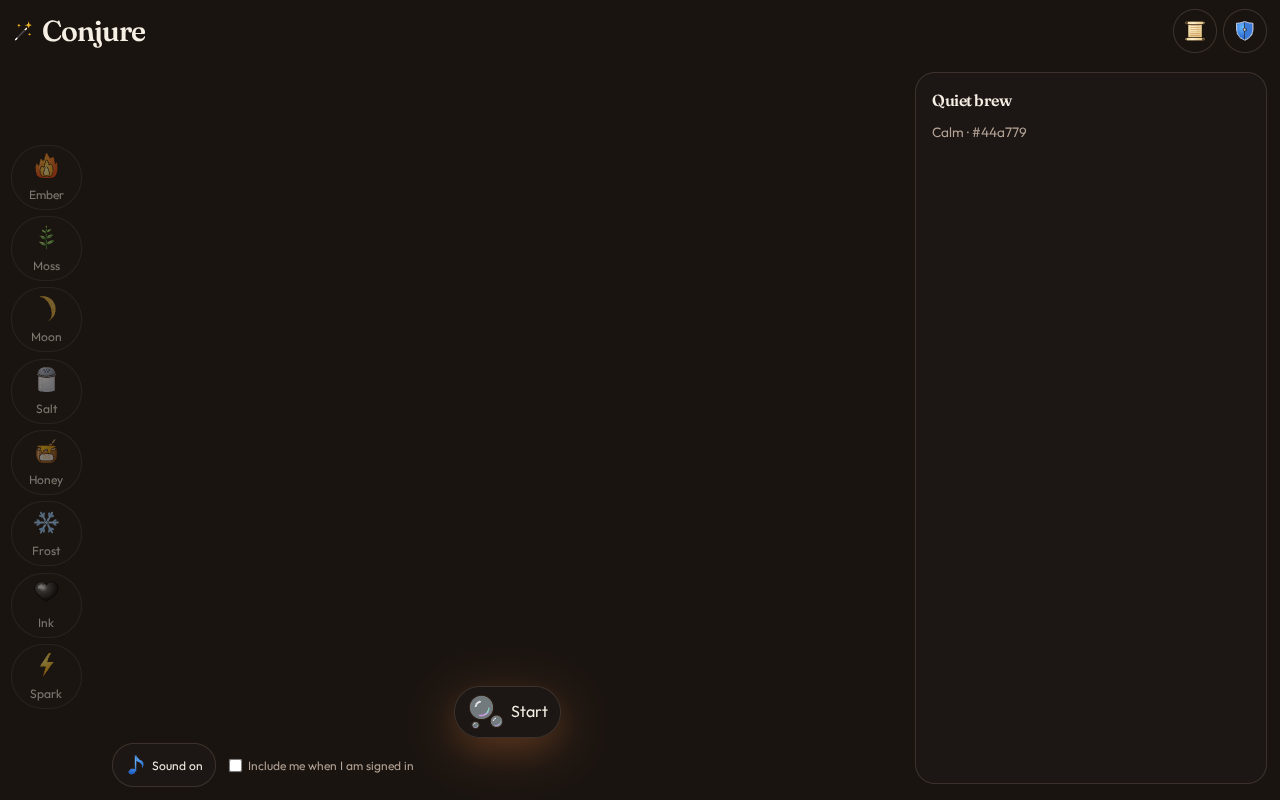 Conjure
Quiet brew
Calm · #44a779
Ember
Moss
Moon
Salt
Honey
Frost
Ink
Spark
Start
Sound on
Include me when I am signed in